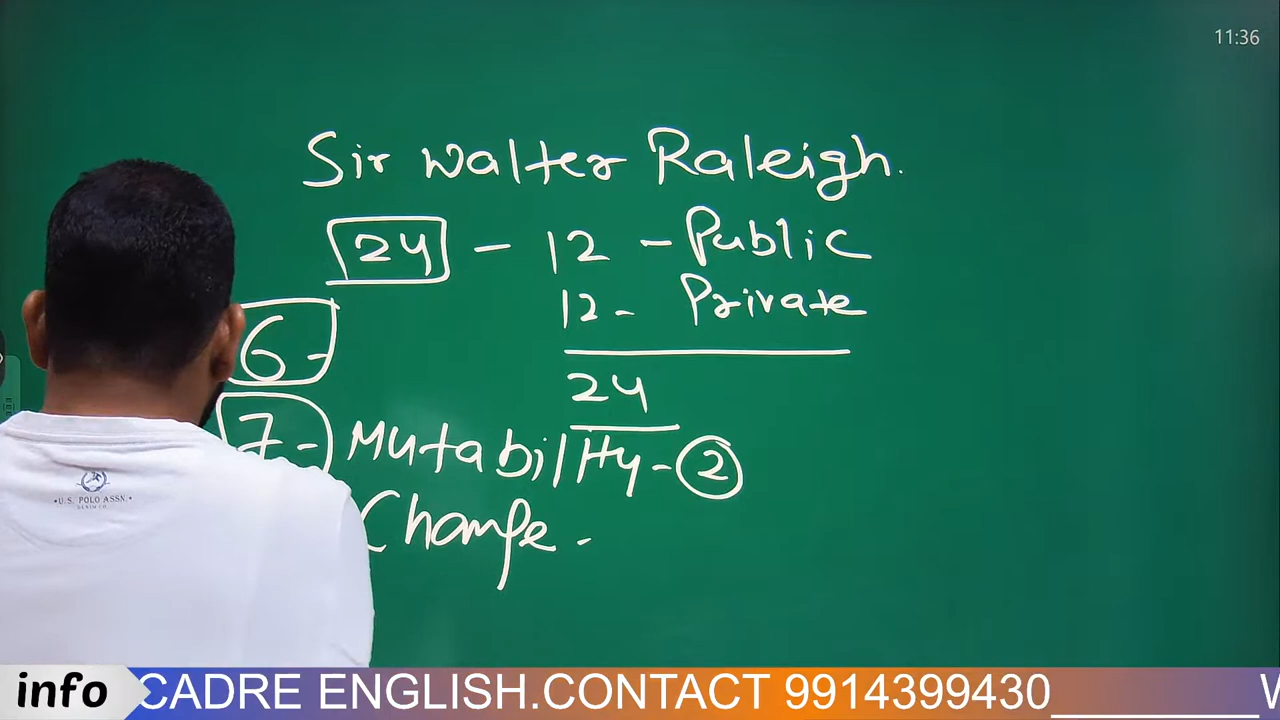 11:36
Sir Walter Raleigh.
24 - 12 - Public
12 - Private
24
6 -
7 - Mutability - 2
Change -
U.S. POLO ASSN.
info CADRE ENGLISH.CONTACT 9914399430__________W